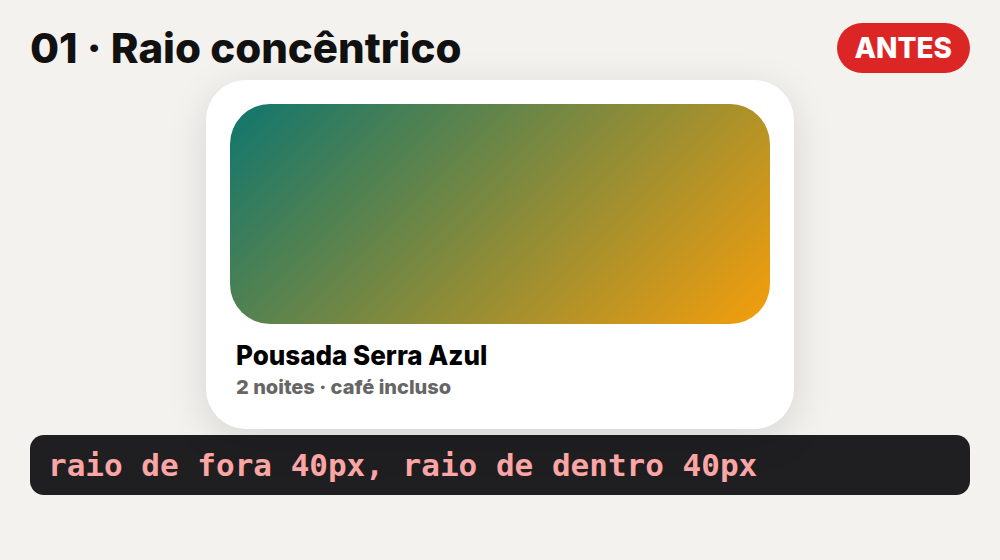 01 · Raio concêntrico
ANTES
Pousada Serra Azul
2 noites · café incluso
raio de fora 40px, raio de dentro 40px